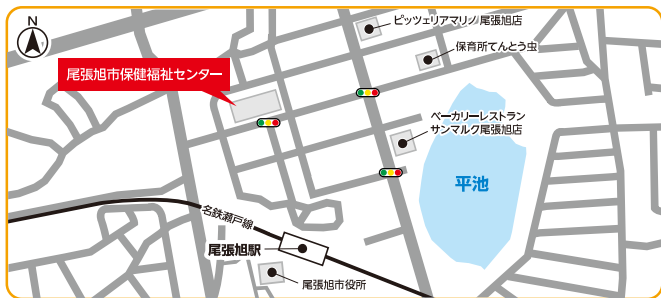 N
ピッツェリアマリノ 尾張旭店
保育所てんとう虫
尾張旭市保健福祉センター
ベーカリーレストラン
サンマルク尾張旭店
平池
名鉄瀬戸線
尾張旭駅
尾張旭市役所